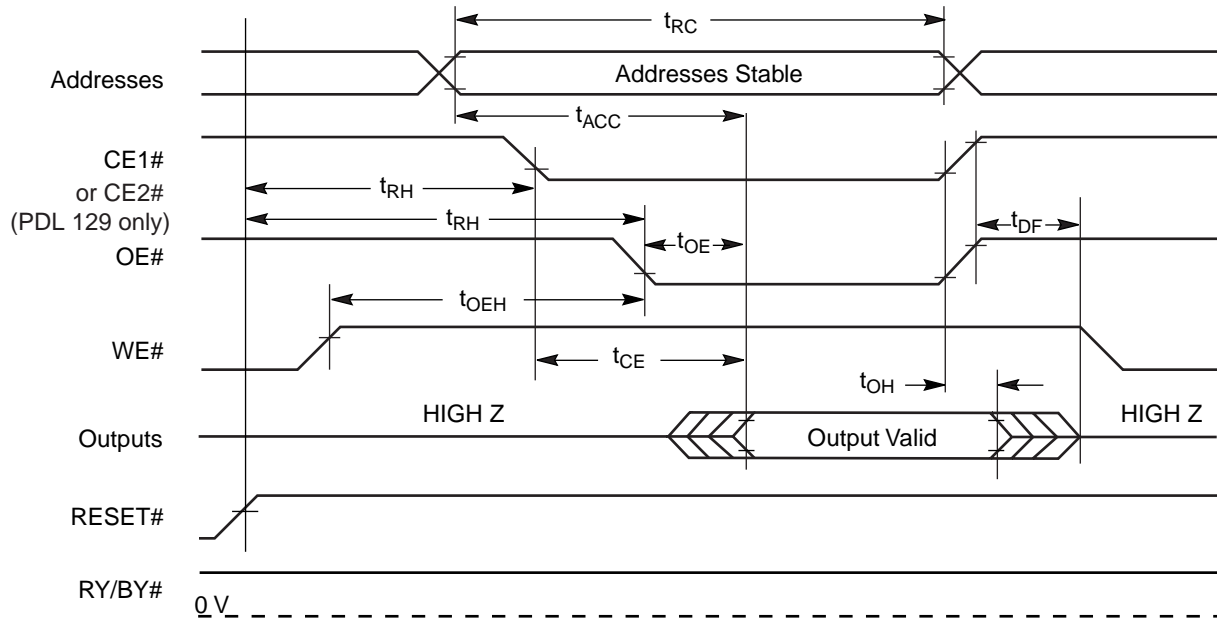 tRC
Addresses
Addresses Stable
tACC
CE1#
or CE2#
(PDL 129 only)
tRH
tRH
tDF
OE#
tOE
tOEH
WE#
tCE
tOH
HIGH Z
HIGH Z
Outputs
Output Valid
RESET#
RY/BY#
0 V